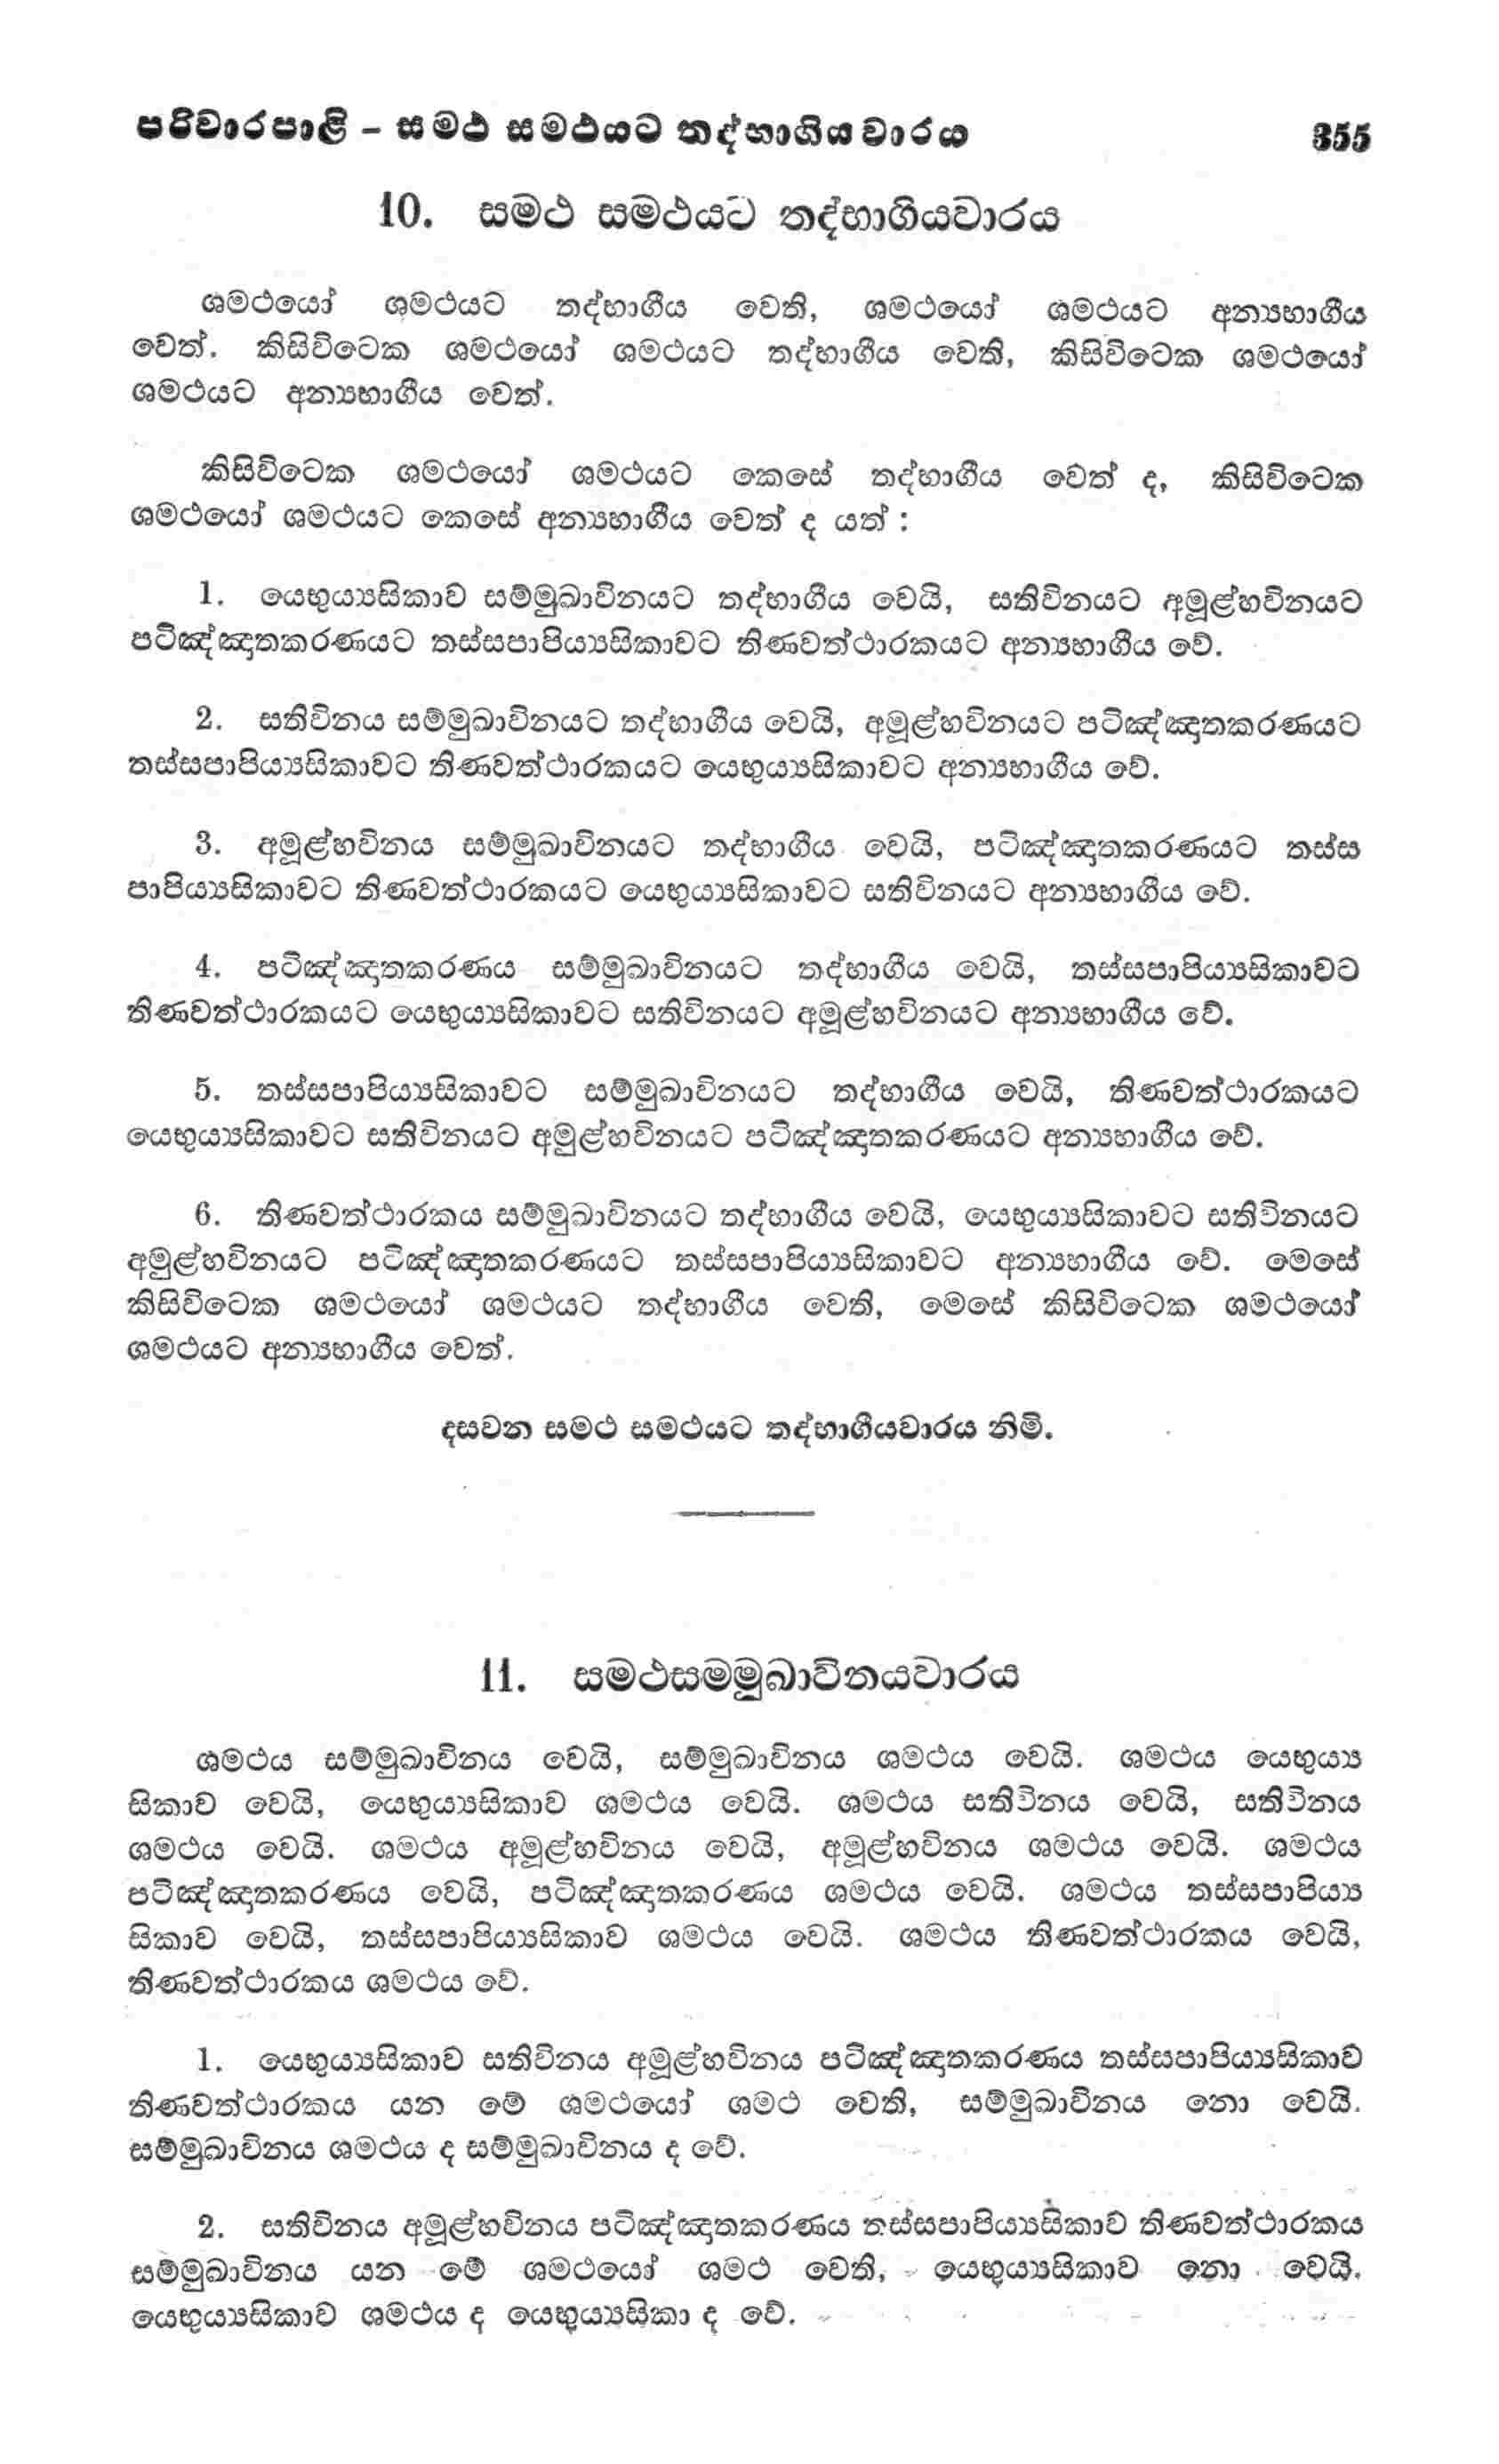 පරිවාරපාළි – සමථ සමථයට තද්භාගියවාරය 355
10. සමථ සමථයට තද්භාගියවාරය
ශමථයෝ ශමථයට තද්භාගීය වෙති, ශමථයෝ ශමථයට අන්‍යභාගීය
වෙත්. කිසිවිටෙක ශමථයෝ ශමථයට තද්භාගීය වෙති, කිසිවිටෙක ශමථයෝ
ශමථයට අන්‍යභාගීය වෙත්.
කිසිවිටෙක ශමථයෝ ශමථයට කෙසේ තද්භාගීය වෙත් ද, කිසිවිටෙක
ශමථයෝ ශමථයට කෙසේ අන්‍යභාගීය වෙත් ද යත් :
1. යෙභුය්‍යසිකාව සම්මුඛාවිනයට තද්භාගීය වෙයි, සතිවිනයට අමූළ්හවිනයට
පටිඤ්ඤාතකරණයට තස්සපාපිය්‍යසිකාවට තිණවත්ථාරකයට අන්‍යභාගීය වේ.
2. සතිවිනය සම්මුඛාවිනයට තද්භාගීය වෙයි, අමූළ්හවිනයට පටිඤ්ඤාතකරණයට
තස්සපාපිය්‍යසිකාවට තිණවත්ථාරකයට යෙභුය්‍යසිකාවට අන්‍යභාගීය වේ.
3. අමූළ්හවිනය සම්මුඛාවිනයට තද්භාගීය වෙයි, පටිඤ්ඤාතකරණයට තස්ස
පාපිය්‍යසිකාවට තිණවත්ථාරකයට යෙභුය්‍යසිකාවට සතිවිනයට අන්‍යභාගීය වේ.
4. පටිඤ්ඤාතකරණය සම්මුඛාවිනයට තද්භාගීය වෙයි, තස්සපාපිය්‍යසිකාවට
තිණවත්ථාරකයට යෙභුය්‍යසිකාවට සතිවිනයට අමූළ්හවිනයට අන්‍යභාගීය වේ.
5. තස්සපාපිය්‍යසිකාවට සම්මුඛාවිනයට තද්භාගීය වෙයි, තිණවත්ථාරකයට
යෙභුය්‍යසිකාවට සතිවිනයට අමුළ්හවිනයට පටිඤ්ඤාතකරණයට අන්‍යභාගීය වේ.
6. තිණවත්ථාරකය සම්මුඛාවිනයට තද්භාගීය වෙයි, යෙභුය්‍යසිකාවට සතිවිනයට
අමුළ්හවිනයට පටිඤ්ඤාතකරණයට තස්සපාපිය්‍යසිකාවට අන්‍යභාගීය වේ. මෙසේ
කිසිවිටෙක ශමථයෝ ශමථයට තද්භාගීය වෙති, මෙසේ කිසිවිටෙක ශමථයෝ
ශමථයට අන්‍යභාගීය වෙත්.
දසවන සමථ සමථයට තද්භාගියවාරය නිමි.
11. සමථසමමුඛාවිනයවාරය
ශමථය සම්මුඛාවිනය වෙයි, සම්මුඛාවිනය ශමථය වෙයි. ශමථය යෙභුය්‍ය
සිකාව වෙයි, යෙභුය්‍යසිකාව ශමථය වෙයි. ශමථය සතිවිනය වෙයි, සතිවිනය
ශමථය වෙයි. ශමථය අමූළ්හවිනය වෙයි, අමූළ්හවිනය ශමථය වෙයි. ශමථය
පටිඤ්ඤාතකරණය වෙයි, පටිඤ්ඤාතකරණය ශමථය වෙයි. ශමථය තස්සපාපිය්‍ය
සිකාව වෙයි, තස්සපාපිය්‍යසිකාව ශමථය වෙයි. ශමථය තිණවත්ථාරකය වෙයි,
තිණවත්ථාරකය ශමථය වේ.
1. යෙභුය්‍යසිකාව සතිවිනය අමූළ්හවිනය පටිඤ්ඤාතකරණය තස්සපාපිය්‍යසිකාව
තිණවත්ථාරකය යන මේ ශමථයෝ ශමථ වෙති, සම්මුඛාවිනය නො වෙයි.
සම්මුඛාවිනය ශමථය ද සම්මුඛාවිනය ද වේ.
2. සතිවිනය අමූළ්හවිනය පටිඤ්ඤාතකරණය තස්සපාපිය්‍යසිකාව තිණවත්ථාරකය
සම්මුඛාවිනය යන මේ ශමථයෝ ශමථ වෙති, යෙභුය්‍යසිකාව නො වෙයි.
යෙභුය්‍යසිකාව ශමථය ද යෙභුය්‍යසිකා ද වේ.